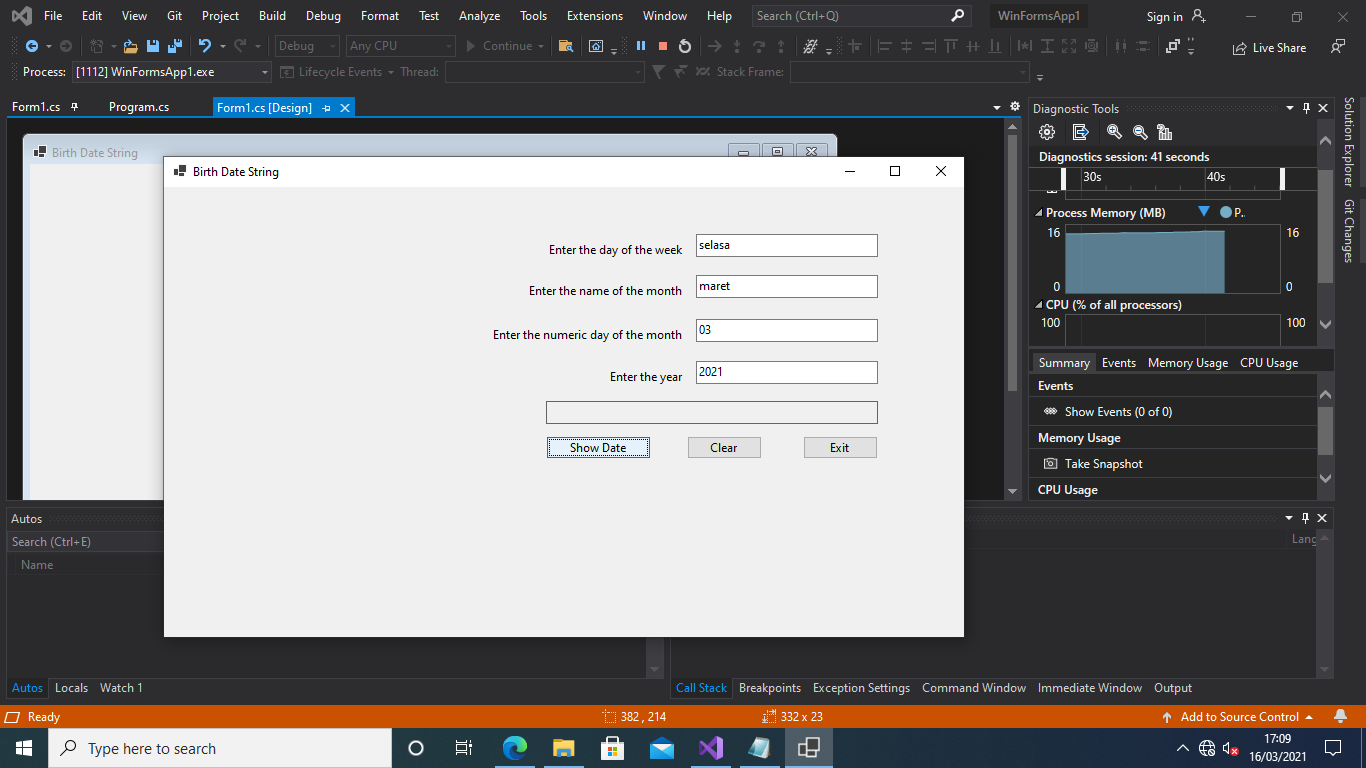 File Edit View Git Project Build Debug Format Test Analyze Tools Extensions Window Help Search (Ctrl+Q) WinFormsApp1 Sign in
Debug Any CPU Continue Live Share
Process: [1112] WinFormsApp1.exe Lifecycle Events Thread: Stack Frame:
Form1.cs Program.cs Form1.cs [Design]
Birth Date String
Birth Date String
Enter the day of the week selasa
Enter the name of the month maret
Enter the numeric day of the month 03
Enter the year 2021
Show Date Clear Exit
Diagnostic Tools
Diagnostics session: 41 seconds
30s 40s
Process Memory (MB) P..
16 16
0 0
CPU (% of all processors)
100 100
Summary Events Memory Usage CPU Usage
Events
Show Events (0 of 0)
Memory Usage
Take Snapshot
CPU Usage
Solution Explorer
Git Changes
Autos
Search (Ctrl+E)
Name
Lang
Autos Locals Watch 1
Call Stack Breakpoints Exception Settings Command Window Immediate Window Output
Ready 382 , 214 332 x 23 Add to Source Control
Type here to search
17:09
16/03/2021